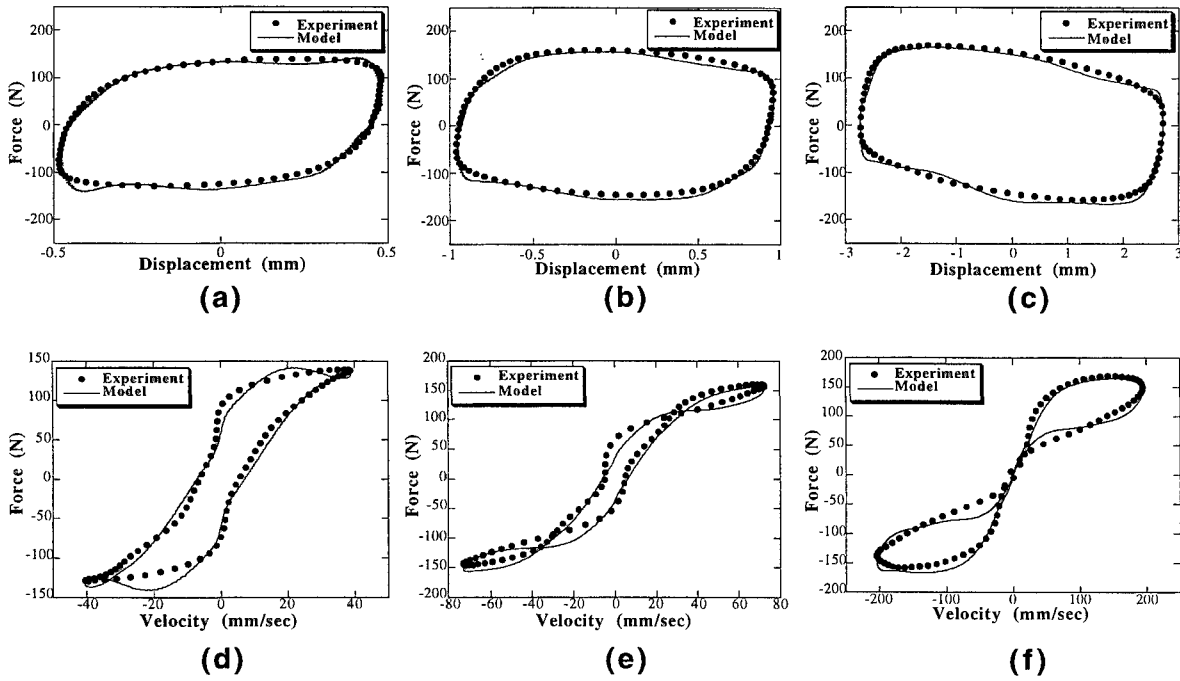 Experiment
Model
Force (N)
200
100
0
-100
-200
-0.5
0
0.5
Displacement (mm)
(a)
Experiment
Model
Force (N)
200
100
0
-100
-200
-1
-0.5
0
0.5
1
Displacement (mm)
(b)
Experiment
Model
Force (N)
200
100
0
-100
-200
-3
-2
-1
0
1
2
3
Displacement (mm)
(c)
Experiment
Model
Force (N)
150
100
50
0
-50
-100
-150
-40
-20
0
20
40
Velocity (mm/sec)
(d)
Experiment
Model
Force (N)
200
150
100
50
0
-50
-100
-150
-200
-80
-60
-40
-20
0
20
40
60
80
Velocity (mm/sec)
(e)
Experiment
Model
Force (N)
200
150
100
50
0
-50
-100
-150
-200
-200
-100
0
100
200
Velocity (mm/sec)
(f)